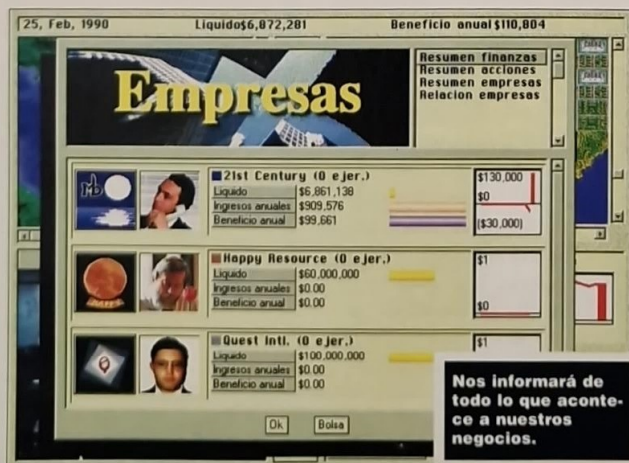 25, Feb, 1990 Liquido$6,872,281 Beneficio anual$110,804
Empresas
Resumen finanzas
Resumen acciones
Resumen empresas
Relacion empresas
21st Century (0 ejer.)
Liquido $6,861,138
Ingresos anuales $909,576
Beneficio anual $99,661
$130,000
$0
($30,000)
Happy Resource (0 ejer.)
Liquido $60,000,000
Ingresos anuales $0.00
Beneficio anual $0.00
$1
$0
Quest Intl. (0 ejer.)
Liquido $100,000,000
Ingresos anuales $0.00
Beneficio anual $0.00
$1
Ok Bolsa
Nos informará de
todo lo que aconte-
ce a nuestros
negocios.